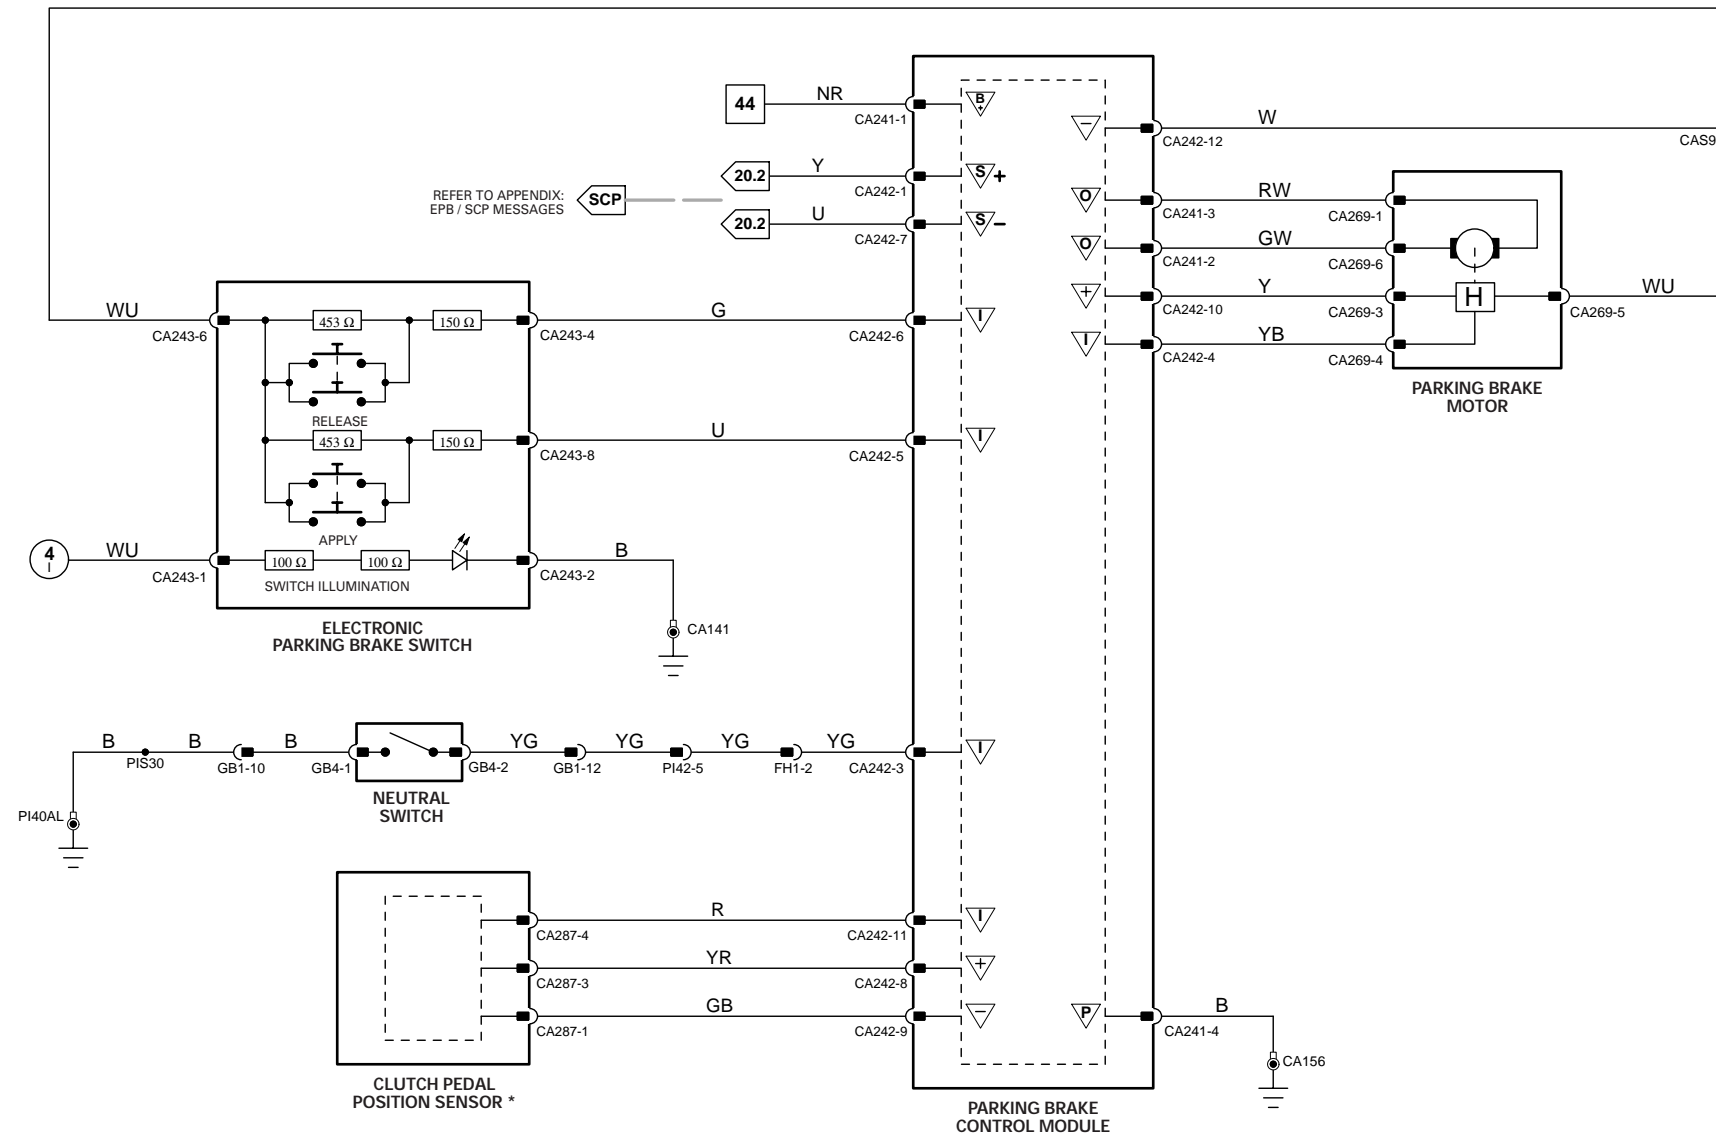 44
NR
CA241-1
B
+
W
CA242-12
CAS9
20.2
Y
CA242-1
S
+
REFER TO APPENDIX:
EPB / SCP MESSAGES
SCP
20.2
U
CA242-7
S
–
O
RW
CA241-3
CA269-1
O
GW
CA241-2
CA269-6
+
Y
CA242-10
CA269-3
H
WU
CA269-5
I
YB
CA242-4
CA269-4
PARKING BRAKE
MOTOR
WU
CA243-6
453 Ω
150 Ω
G
CA243-4
CA242-6
I
RELEASE
453 Ω
150 Ω
U
CA243-8
CA242-5
I
APPLY
4
I
WU
CA243-1
100 Ω
100 Ω
B
CA243-2
SWITCH ILLUMINATION
ELECTRONIC
PARKING BRAKE SWITCH
CA141
B
B
B
YG
YG
YG
YG
PIS30
GB1-10
GB4-1
GB4-2
GB1-12
PI42-5
FH1-2
CA242-3
I
NEUTRAL
SWITCH
PI40AL
R
CA287-4
CA242-11
I
YR
CA287-3
CA242-8
+
GB
CA287-1
CA242-9
–
P
B
CA241-4
CA156
CLUTCH PEDAL
POSITION SENSOR *
PARKING BRAKE
CONTROL MODULE